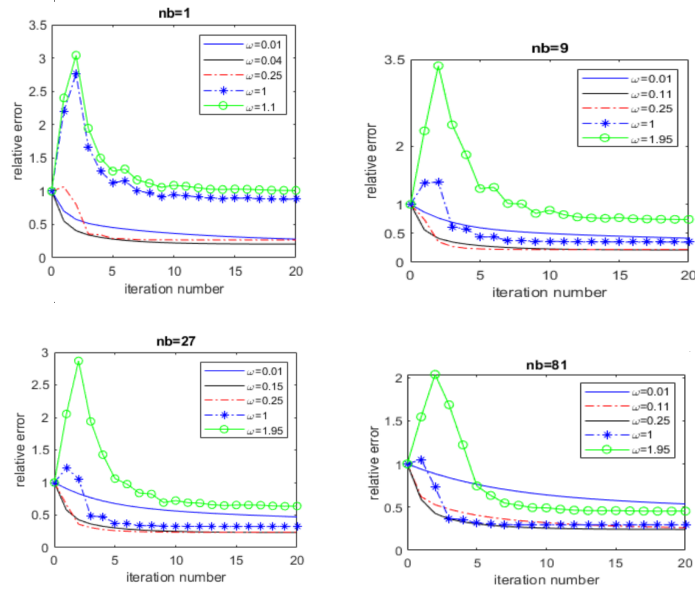 nb=1
3.5
3
2.5
2
1.5
1
0.5
0
relative error
0 5 10 15 20
iteration number
ω=0.01
ω=0.04
ω=0.25
ω=1
ω=1.1
nb=9
3.5
2
1
0.5
0
relative error
0 5 10 15 20
iteration number
ω=0.01
ω=0.11
ω=0.25
ω=1
ω=1.95
nb=27
3
2.5
2
1.5
1
0.5
0
relative error
0 5 10 15 20
iteration number
ω=0.01
ω=0.15
ω=0.25
ω=1
ω=1.95
nb=81
2
1.5
1
0.5
0
relative error
0 5 10 15 20
iteration number
ω=0.01
ω=0.11
ω=0.25
ω=1
ω=1.95